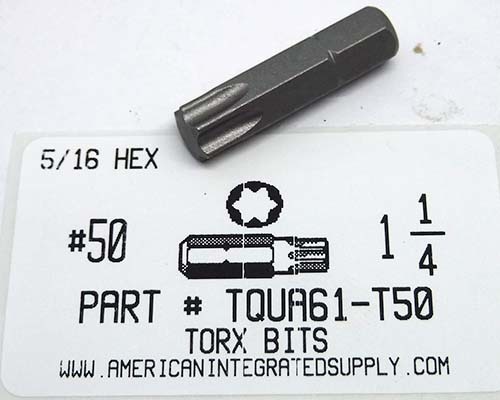 5/16 HEX
#50
1 1/4
PART # TQUA61-T50
TORX BITS
WWW.AMERICANINTEGRATEDSUPPLY.COM